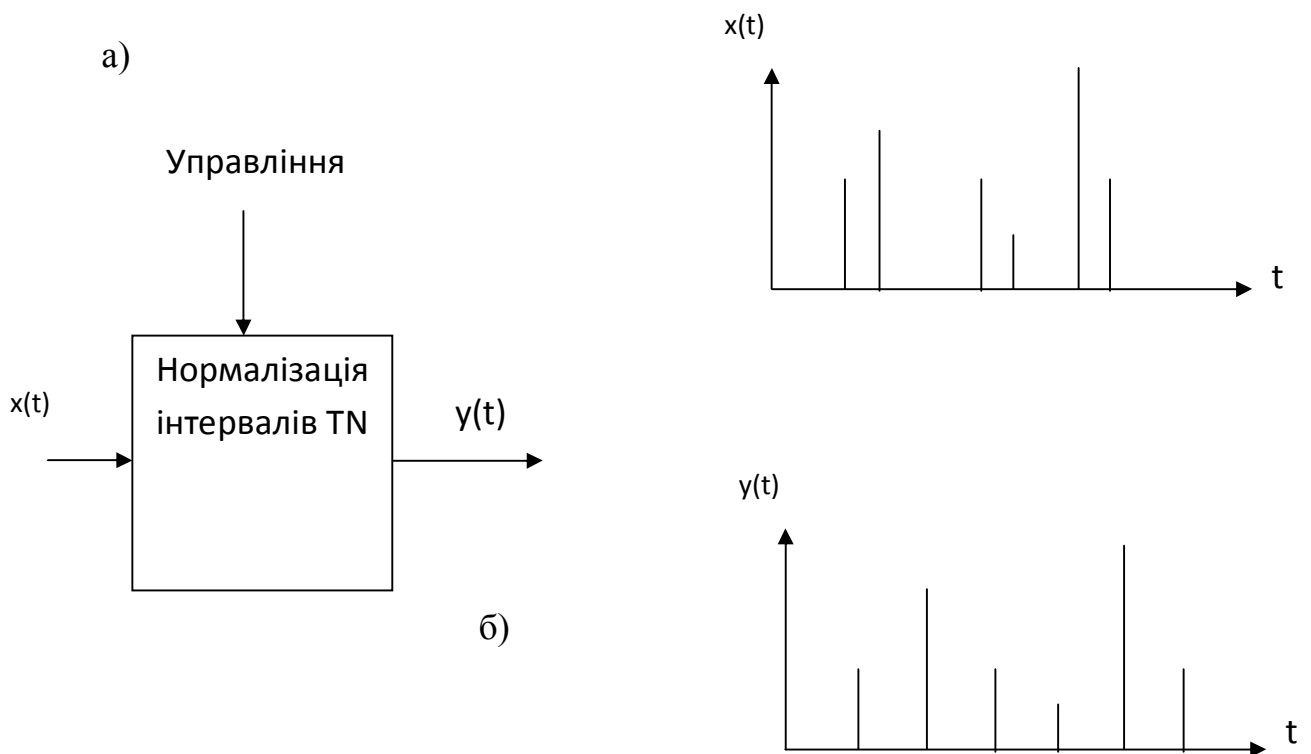 а)
Управління
x(t)
Нормалізація
інтервалів TN
y(t)
x(t)
t
б)
y(t)
t